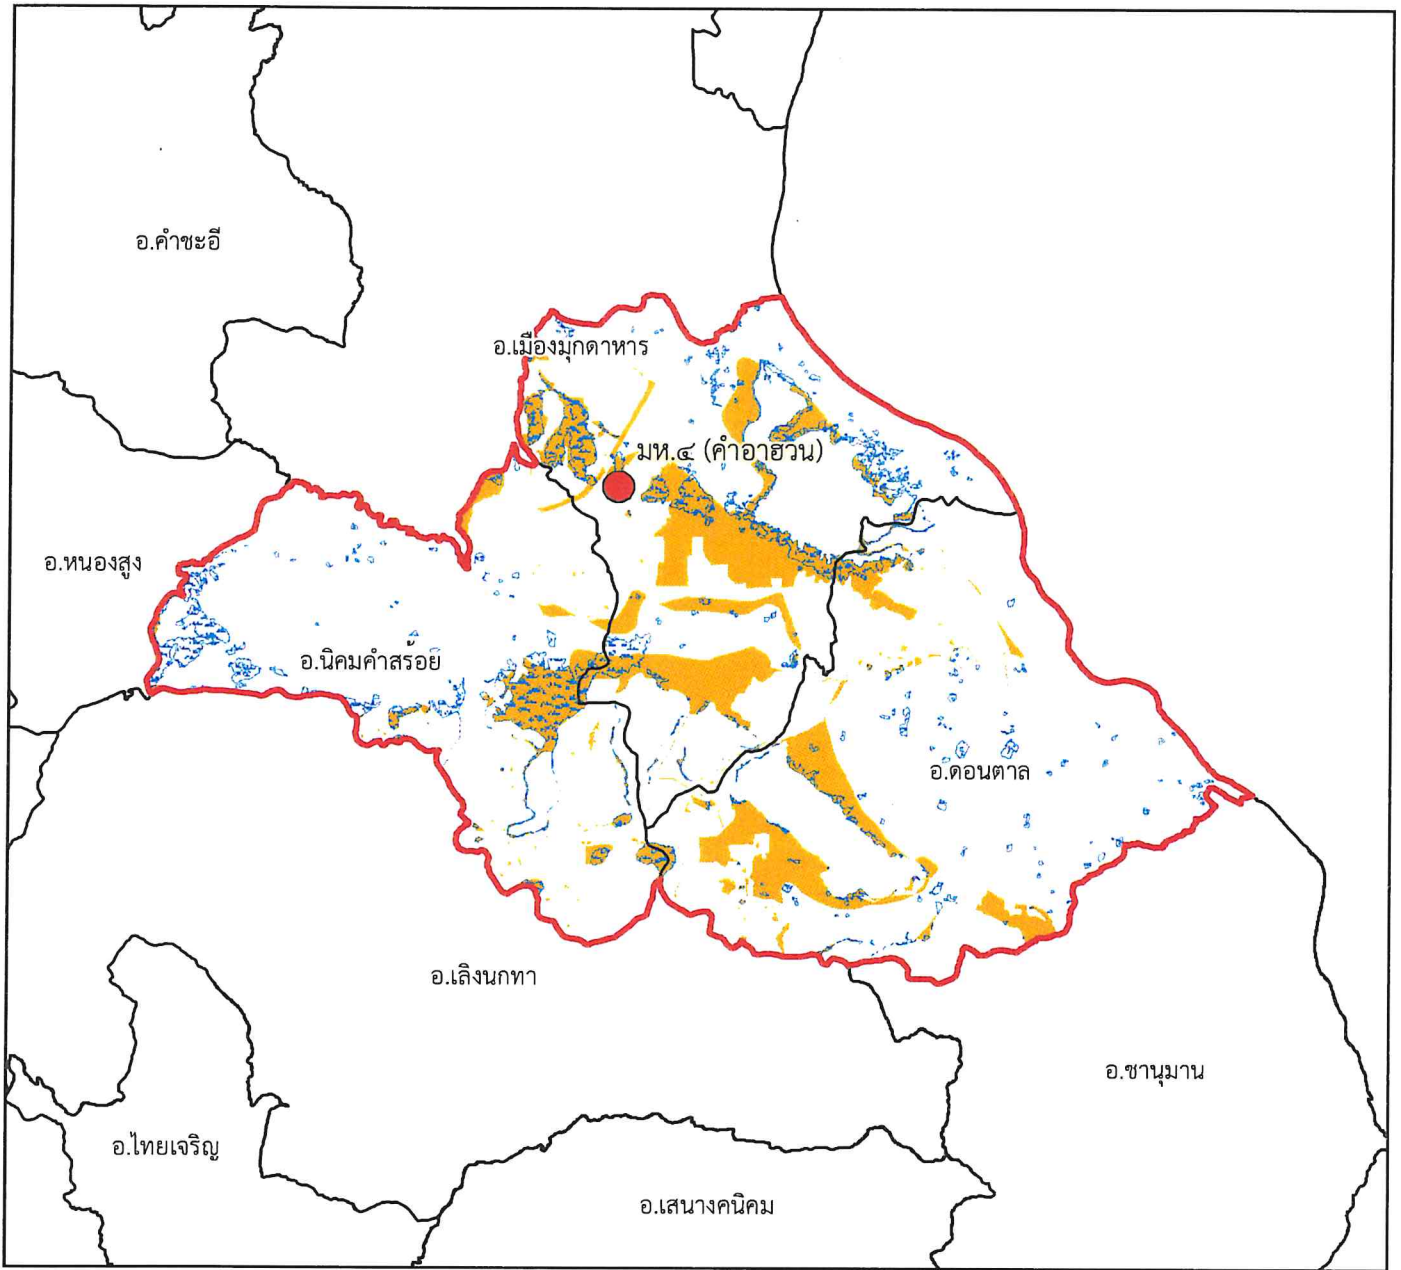 อ.คำชะอี
อ.เมืองมุกดาหาร
มห.๔ (คำอาฮวน)
อ.หนองสูง
อ.นิคมคำสร้อย
อ.ดอนตาล
อ.เลิงนกทา
อ.ชานุมาน
อ.ไทยเจริญ
อ.เสนางคนิคม